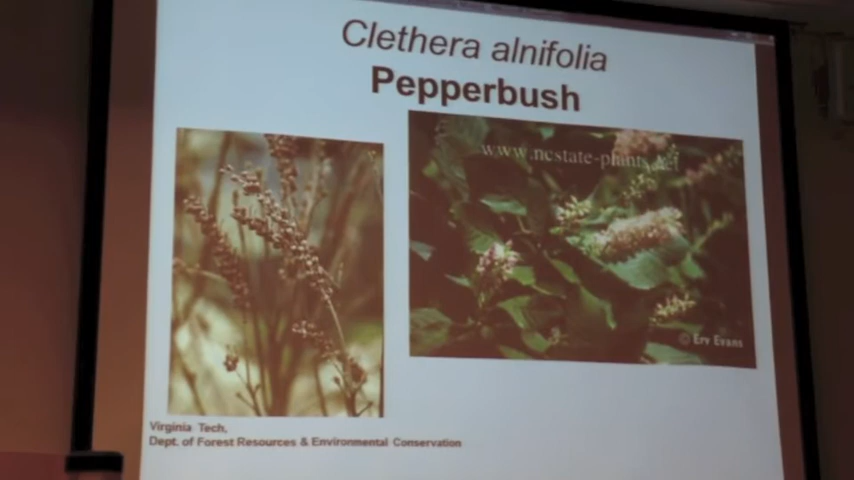 Clethera alnifolia
Pepperbush
www.ncstate-plants.net
© Erv Evans
Virginia Tech,
Dept. of Forest Resources & Environmental Conservation